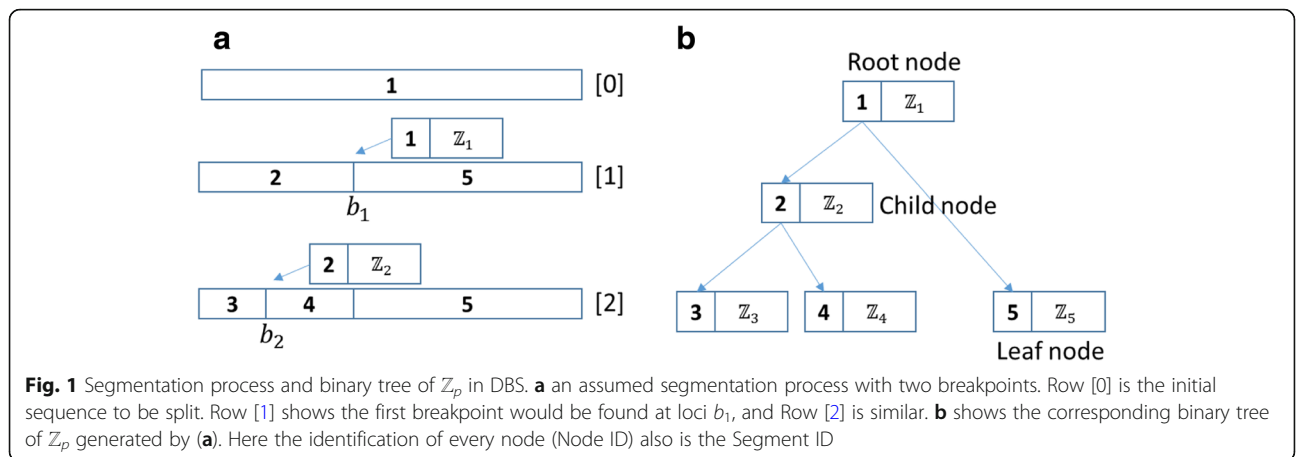 a
1 [0]
1 ℤ₁
2 5 [1]
b₁
2 ℤ₂
3 4 5 [2]
b₂
b
Root node
1 ℤ₁
2 ℤ₂ Child node
3 ℤ₃ 4 ℤ₄ 5 ℤ₅
Leaf node
Fig. 1 Segmentation process and binary tree of ℤₚ in DBS. a an assumed segmentation process with two breakpoints. Row [0] is the initial
sequence to be split. Row [1] shows the first breakpoint would be found at loci b₁, and Row [2] is similar. b shows the corresponding binary tree
of ℤₚ generated by (a). Here the identification of every node (Node ID) also is the Segment ID